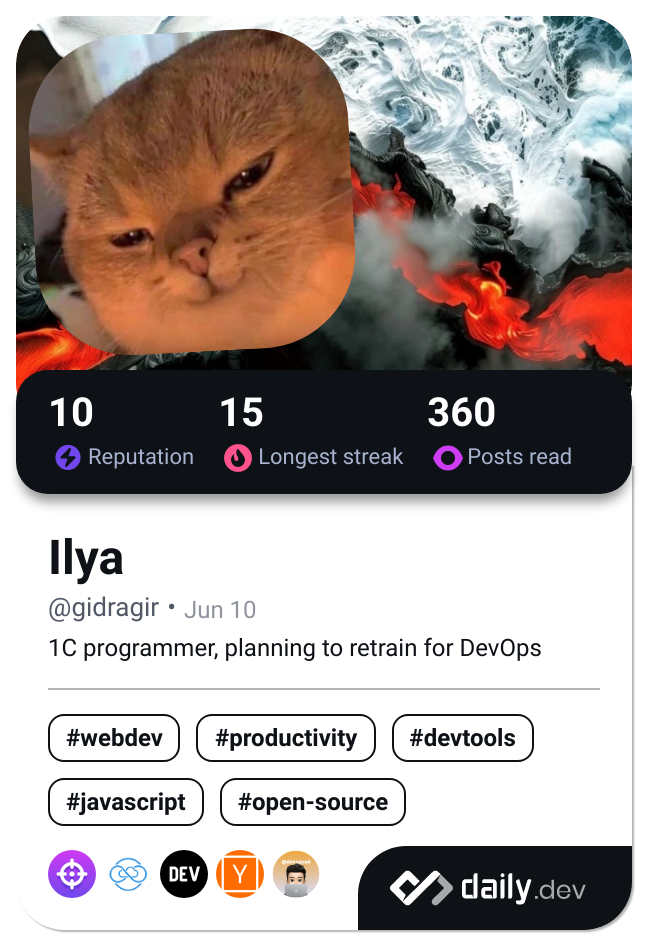 10 15 360
Reputation Longest streak Posts read
Ilya
@gidragir • Jun 10
1C programmer, planning to retrain for DevOps
#webdev #productivity #devtools
#javascript #open-source
DEV Y
daily.dev